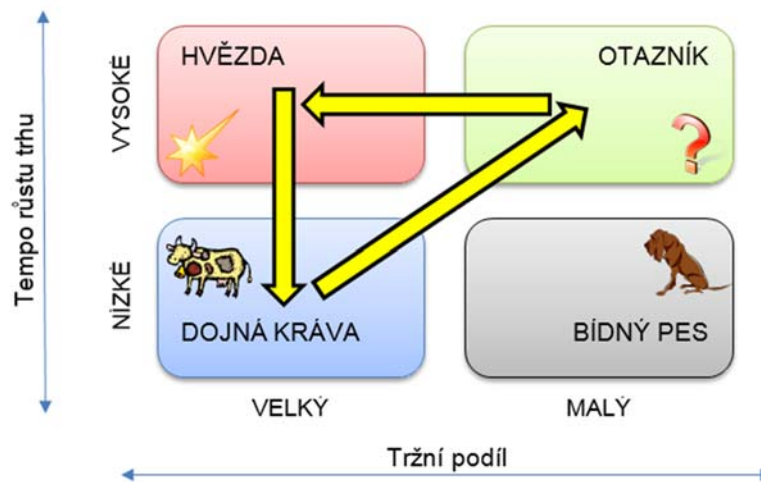 Tempo růstu trhu
VYSOKÉ
HVĚZDA
OTAZNÍK
?
NÍZKÉ
DOJNÁ KRÁVA
BÍDNÝ PES
VELKÝ
MALÝ
Tržní podíl